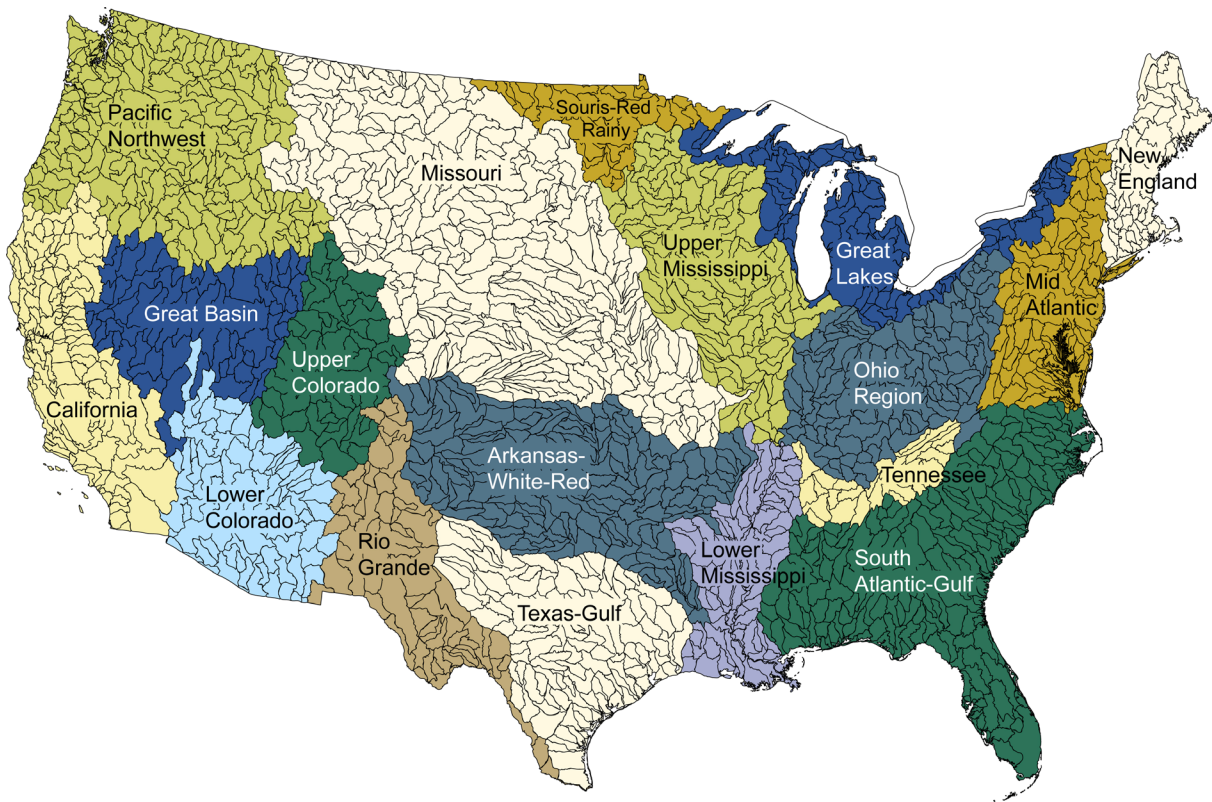 Pacific
Northwest
Missouri
Souris-Red
Rainy
New
England
Upper
Mississippi
Great
Lakes
Mid
Atlantic
Great Basin
Upper
Colorado
Ohio
Region
California
Arkansas-
White-Red
Tennessee
Lower
Colorado
Rio
Grande
Lower
Mississippi
South
Atlantic-Gulf
Texas-Gulf